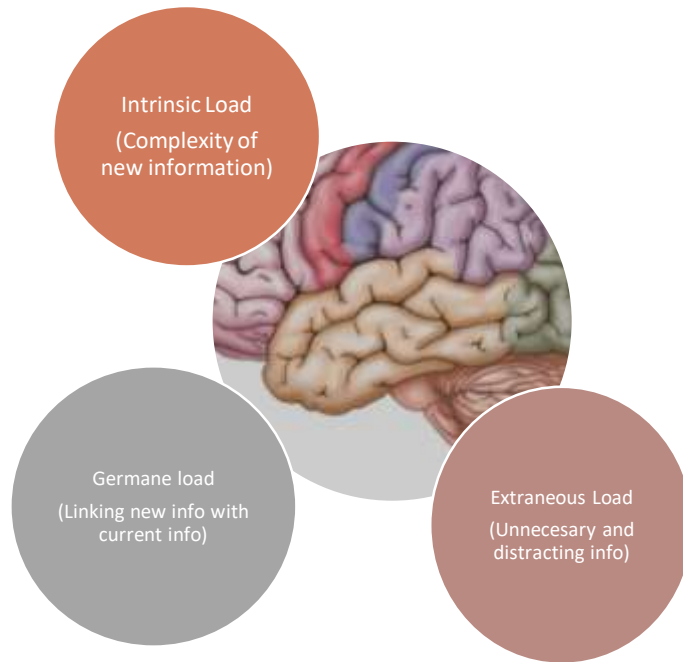 Intrinsic Load
(Complexity of
new information)
Germane load
(Linking new info with
current info)
Extraneous Load
(Unnecesary and
distracting info)